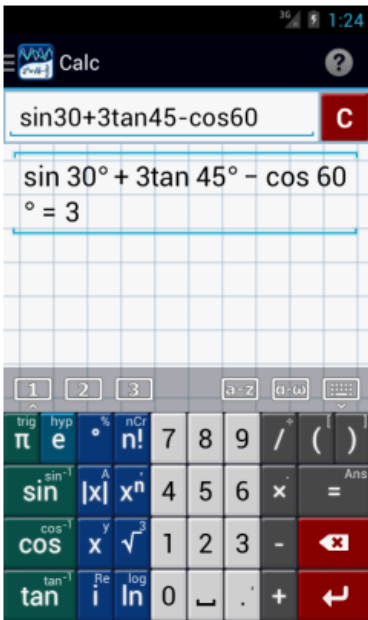 3G 1:24
Calc ?
sin30+3tan45-cos60 C
sin 30° + 3tan 45° − cos 60
° = 3
1 2 3 a-z α-ω
trig π hyp e % ° nCr n! 7 8 9 ÷ / [ ( ] )
sin⁻¹ sin A |x| ″ xⁿ 4 5 6 · × Ans =
cos⁻¹ cos y x 3 √ 1 2 3 -
tan⁻¹ tan Re i log ln 0 . , +